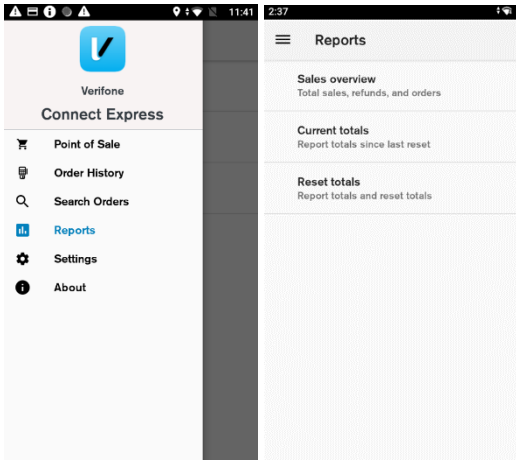 11:41
Verifone
Connect Express
Point of Sale
Order History
Search Orders
Reports
Settings
About
2:37
Reports
Sales overview
Total sales, refunds, and orders
Current totals
Report totals since last reset
Reset totals
Report totals and reset totals